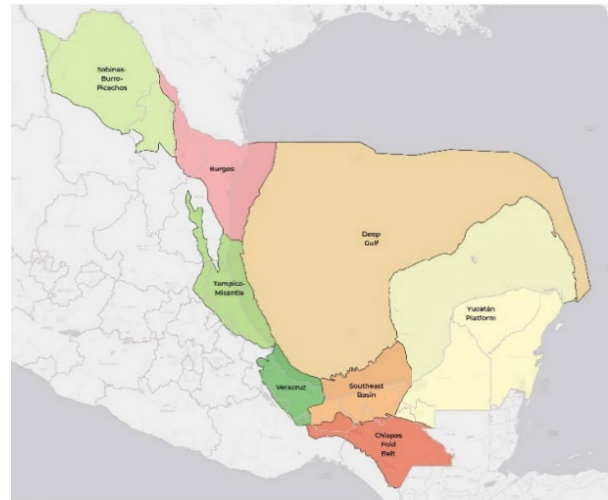 Sabinas-
Burro-
Picachos
Burgos
Deep
Gulf
Tampico-
Misantla
Yucatán
Platform
Veracruz
Southeast
Basin
Chiapas
Fold
Belt